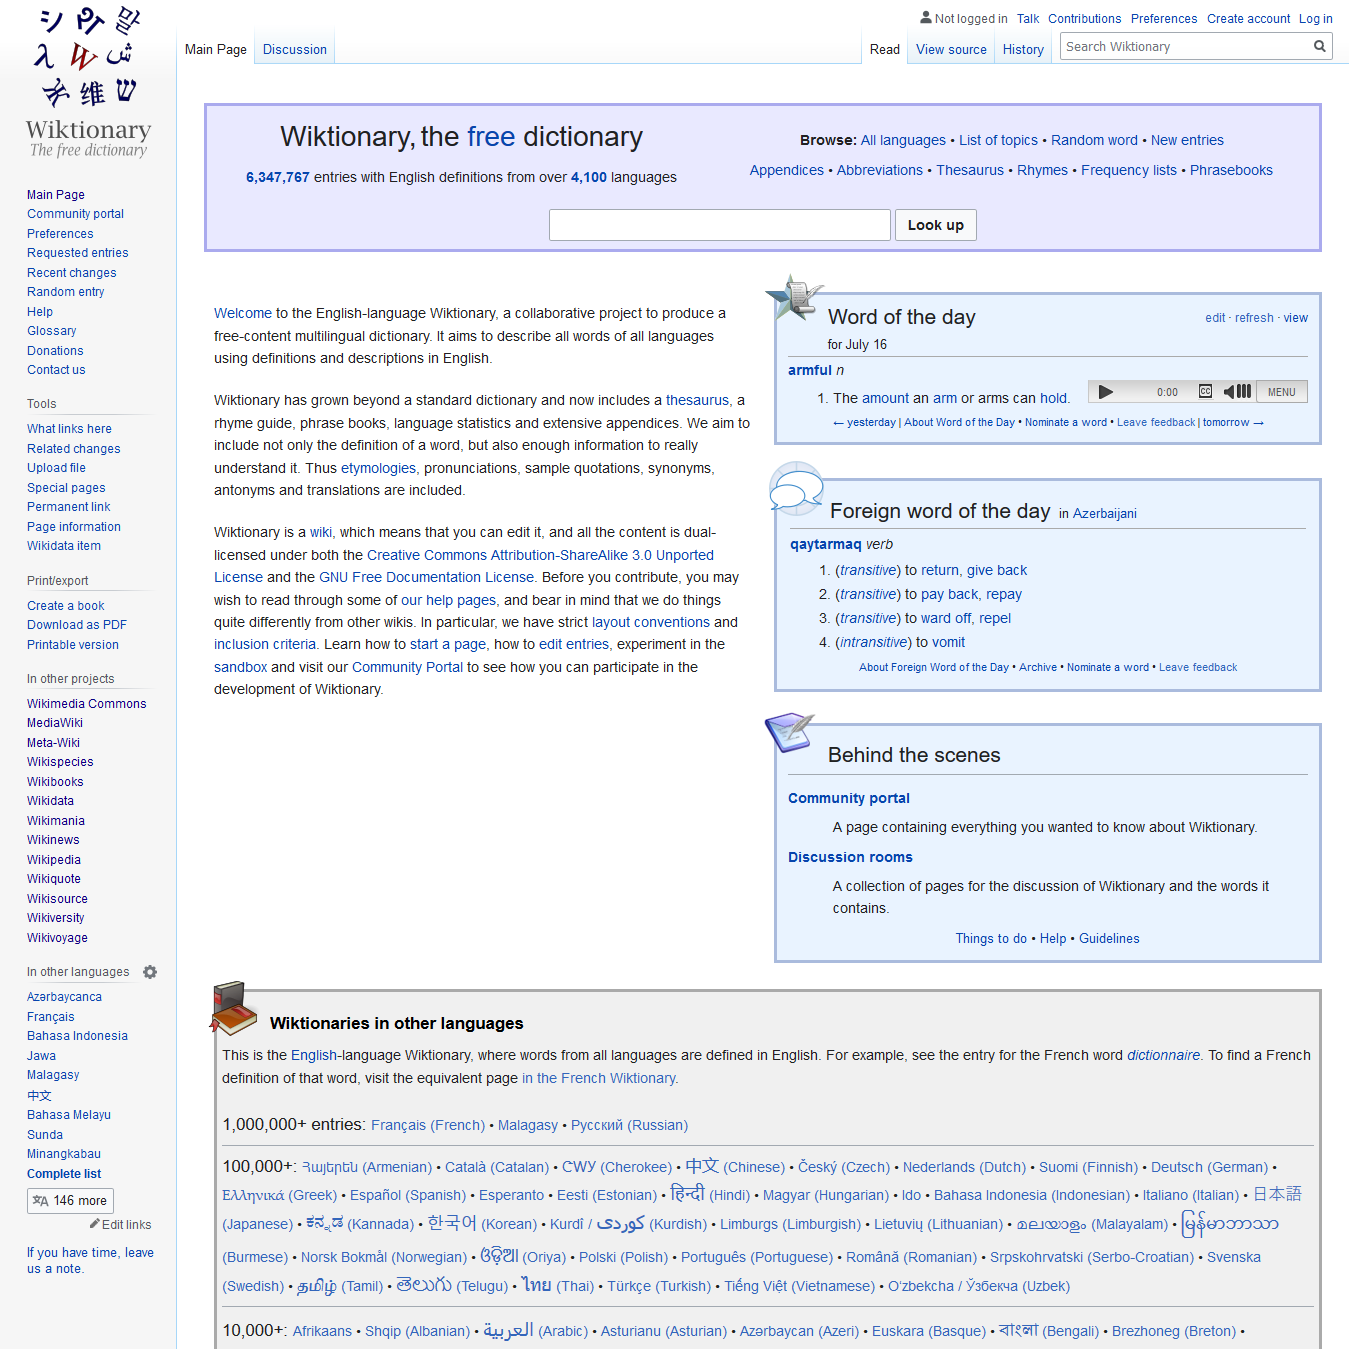 Not logged in Talk Contributions Preferences Create account Log in
Main Page Discussion
Read View source History Search Wiktionary
シ 말
λ W ش
维 שׁ
Wiktionary
The free dictionary
Main Page
Community portal
Preferences
Requested entries
Recent changes
Random entry
Help
Glossary
Donations
Contact us
Tools
What links here
Related changes
Upload file
Special pages
Permanent link
Page information
Wikidata item
Print/export
Create a book
Download as PDF
Printable version
In other projects
Wikimedia Commons
MediaWiki
Meta-Wiki
Wikispecies
Wikibooks
Wikidata
Wikimania
Wikinews
Wikipedia
Wikiquote
Wikisource
Wikiversity
Wikivoyage
In other languages
Azərbaycanca
Français
Bahasa Indonesia
Jawa
Malagasy
中文
Bahasa Melayu
Sunda
Minangkabau
Complete list
146 more
Edit links
If you have time, leave
us a note.
Wiktionary, the free dictionary
6,347,767 entries with English definitions from over 4,100 languages
Browse: All languages • List of topics • Random word • New entries
Appendices • Abbreviations • Thesaurus • Rhymes • Frequency lists • Phrasebooks
Look up
Welcome to the English-language Wiktionary, a collaborative project to produce a
free-content multilingual dictionary. It aims to describe all words of all languages
using definitions and descriptions in English.
Wiktionary has grown beyond a standard dictionary and now includes a thesaurus, a
rhyme guide, phrase books, language statistics and extensive appendices. We aim to
include not only the definition of a word, but also enough information to really
understand it. Thus etymologies, pronunciations, sample quotations, synonyms,
antonyms and translations are included.
Wiktionary is a wiki, which means that you can edit it, and all the content is dual-
licensed under both the Creative Commons Attribution-ShareAlike 3.0 Unported
License and the GNU Free Documentation License. Before you contribute, you may
wish to read through some of our help pages, and bear in mind that we do things
quite differently from other wikis. In particular, we have strict layout conventions and
inclusion criteria. Learn how to start a page, how to edit entries, experiment in the
sandbox and visit our Community Portal to see how you can participate in the
development of Wiktionary.
Word of the day
edit · refresh · view
for July 16
armful n
1. The amount an arm or arms can hold.
0:00 CC MENU
← yesterday | About Word of the Day • Nominate a word • Leave feedback | tomorrow →
Foreign word of the day in Azerbaijani
qaytarmaq verb
1. (transitive) to return, give back
2. (transitive) to pay back, repay
3. (transitive) to ward off, repel
4. (intransitive) to vomit
About Foreign Word of the Day • Archive • Nominate a word • Leave feedback
Behind the scenes
Community portal
A page containing everything you wanted to know about Wiktionary.
Discussion rooms
A collection of pages for the discussion of Wiktionary and the words it
contains.
Things to do • Help • Guidelines
Wiktionaries in other languages
This is the English-language Wiktionary, where words from all languages are defined in English. For example, see the entry for the French word dictionnaire. To find a French
definition of that word, visit the equivalent page in the French Wiktionary.
1,000,000+ entries: Français (French) • Malagasy • Русский (Russian)
100,000+: Հայերեն (Armenian) • Català (Catalan) • ᏣᎳᎩ (Cherokee) • 中文 (Chinese) • Český (Czech) • Nederlands (Dutch) • Suomi (Finnish) • Deutsch (German) •
Ελληνικά (Greek) • Español (Spanish) • Esperanto • Eesti (Estonian) • हिन्दी (Hindi) • Magyar (Hungarian) • Ido • Bahasa Indonesia (Indonesian) • Italiano (Italian) • 日本語
(Japanese) • ಕನ್ನಡ (Kannada) • 한국어 (Korean) • Kurdî / كوردی (Kurdish) • Limburgs (Limburgish) • Lietuvių (Lithuanian) • മലയാളം (Malayalam) • မြန်မာဘာသာ
(Burmese) • Norsk Bokmål (Norwegian) • ଓଡ଼ିଆ (Oriya) • Polski (Polish) • Português (Portuguese) • Română (Romanian) • Srpskohrvatski (Serbo-Croatian) • Svenska
(Swedish) • தமிழ் (Tamil) • తెలుగు (Telugu) • ไทย (Thai) • Türkçe (Turkish) • Tiếng Việt (Vietnamese) • Oʻzbekcha / Ўзбекча (Uzbek)
10,000+: Afrikaans • Shqip (Albanian) • العربية (Arabic) • Asturianu (Asturian) • Azərbaycan (Azeri) • Euskara (Basque) • বাংলা (Bengali) • Brezhoneg (Breton) •